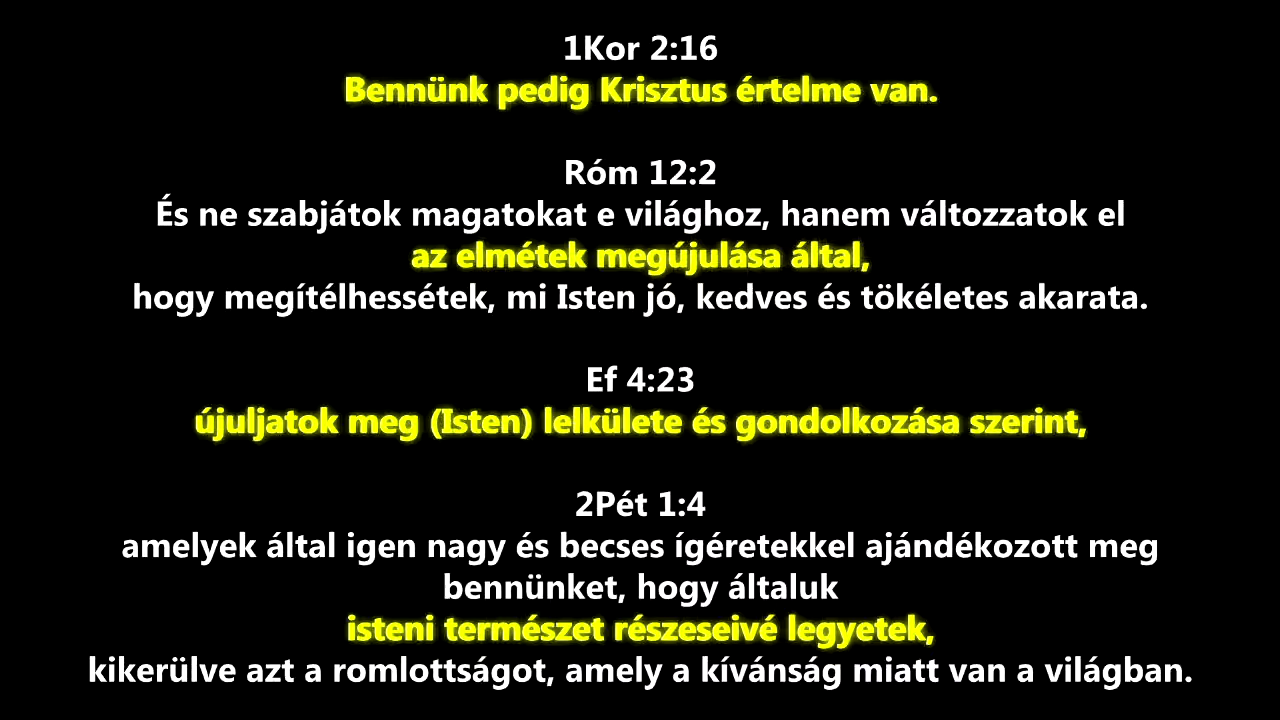 1Kor 2:16
Bennünk pedig Krisztus értelme van.
Róm 12:2
És ne szabjátok magatokat e világhoz, hanem változzatok el
az elmétek megújulása által,
hogy megítélhessétek, mi Isten jó, kedves és tökéletes akarata.
Ef 4:23
újuljatok meg (Isten) lelkülete és gondolkozása szerint,
2Pét 1:4
amelyek által igen nagy és becses ígéretekkel ajándékozott meg
bennünket, hogy általuk
isteni természet részeseivé legyetek,
kikerülve azt a romlottságot, amely a kívánság miatt van a világban.